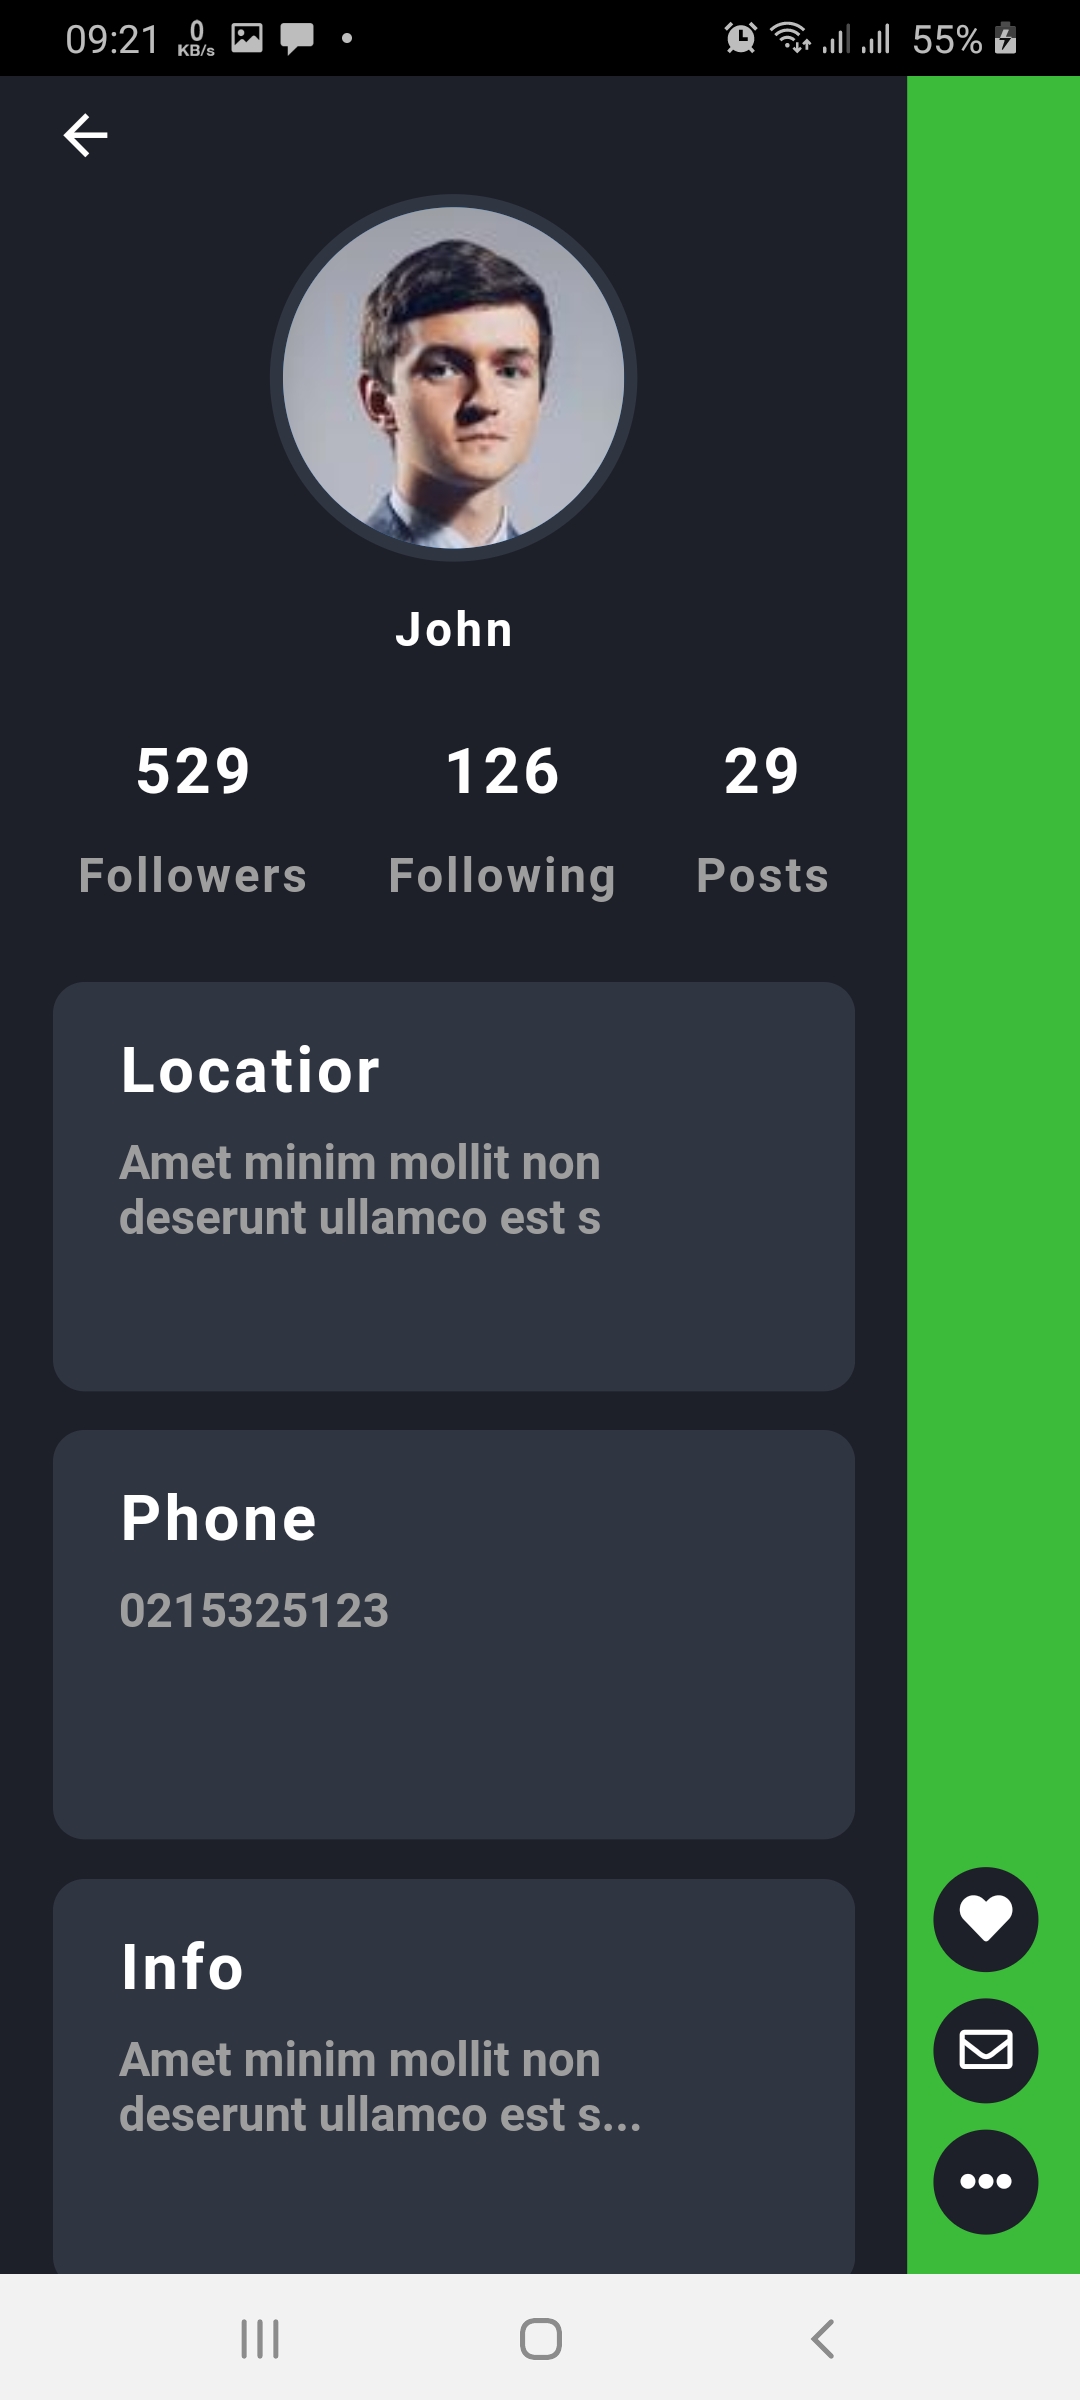 09:21 0 KB/s 55%
John
529 126 29
Followers Following Posts
Locatior
Amet minim mollit non
deserunt ullamco est s
Phone
0215325123
Info
Amet minim mollit non
deserunt ullamco est s...